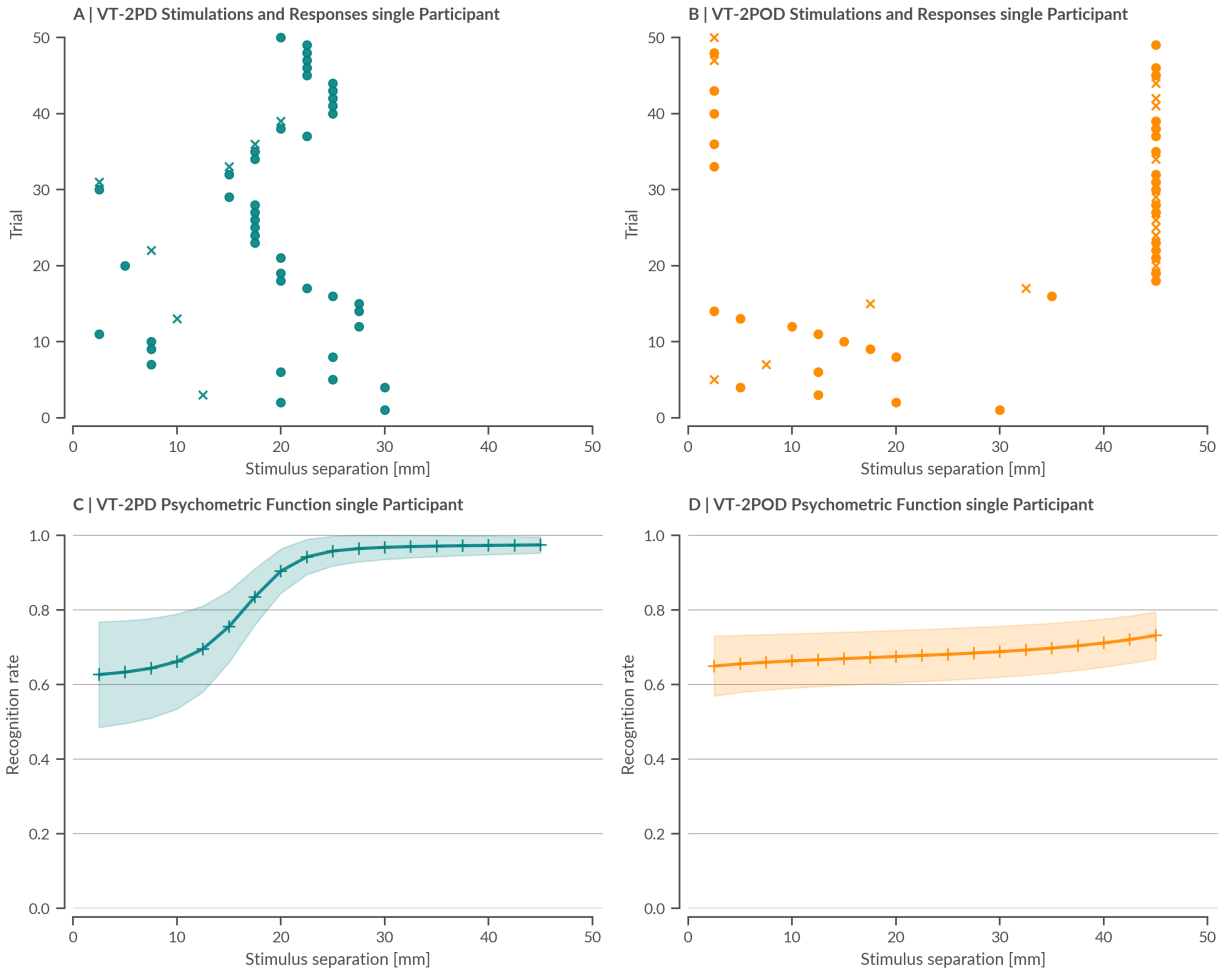 A | VT-2PD Stimulations and Responses single Participant
50
40
30
20
10
0
Trial
0 10 20 30 40 50
Stimulus separation [mm]
B | VT-2POD Stimulations and Responses single Participant
50
40
30
20
10
0
Trial
0 10 20 30 40 50
Stimulus separation [mm]
C | VT-2PD Psychometric Function single Participant
1.0
0.8
0.6
0.4
0.2
0.0
Recognition rate
0 10 20 30 40 50
Stimulus separation [mm]
D | VT-2POD Psychometric Function single Participant
1.0
0.8
0.6
0.4
0.2
0.0
Recognition rate
0 10 20 30 40 50
Stimulus separation [mm]